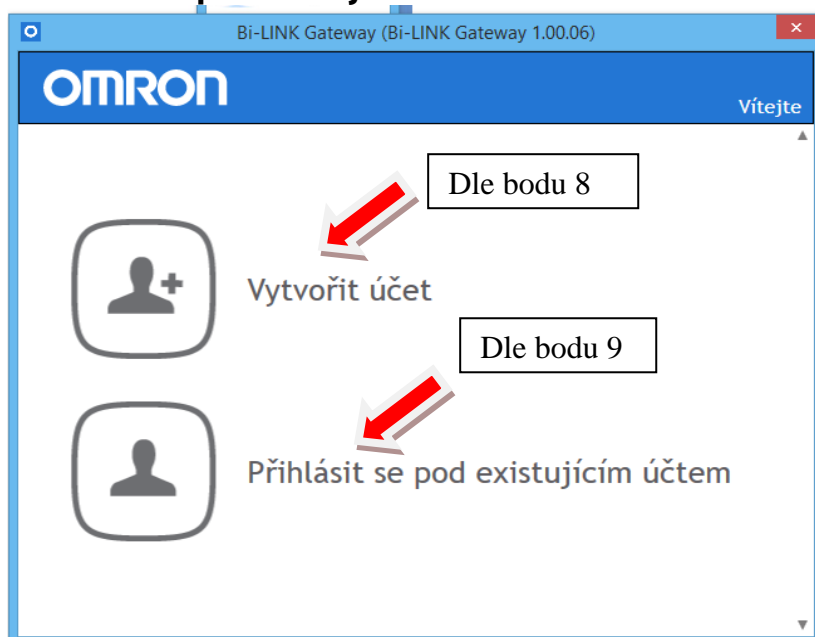 Bi-LINK Gateway (Bi-LINK Gateway 1.00.06)
OMRON
Vítejte
Dle bodu 8
Vytvořit účet
Dle bodu 9
Přihlásit se pod existujícím účtem